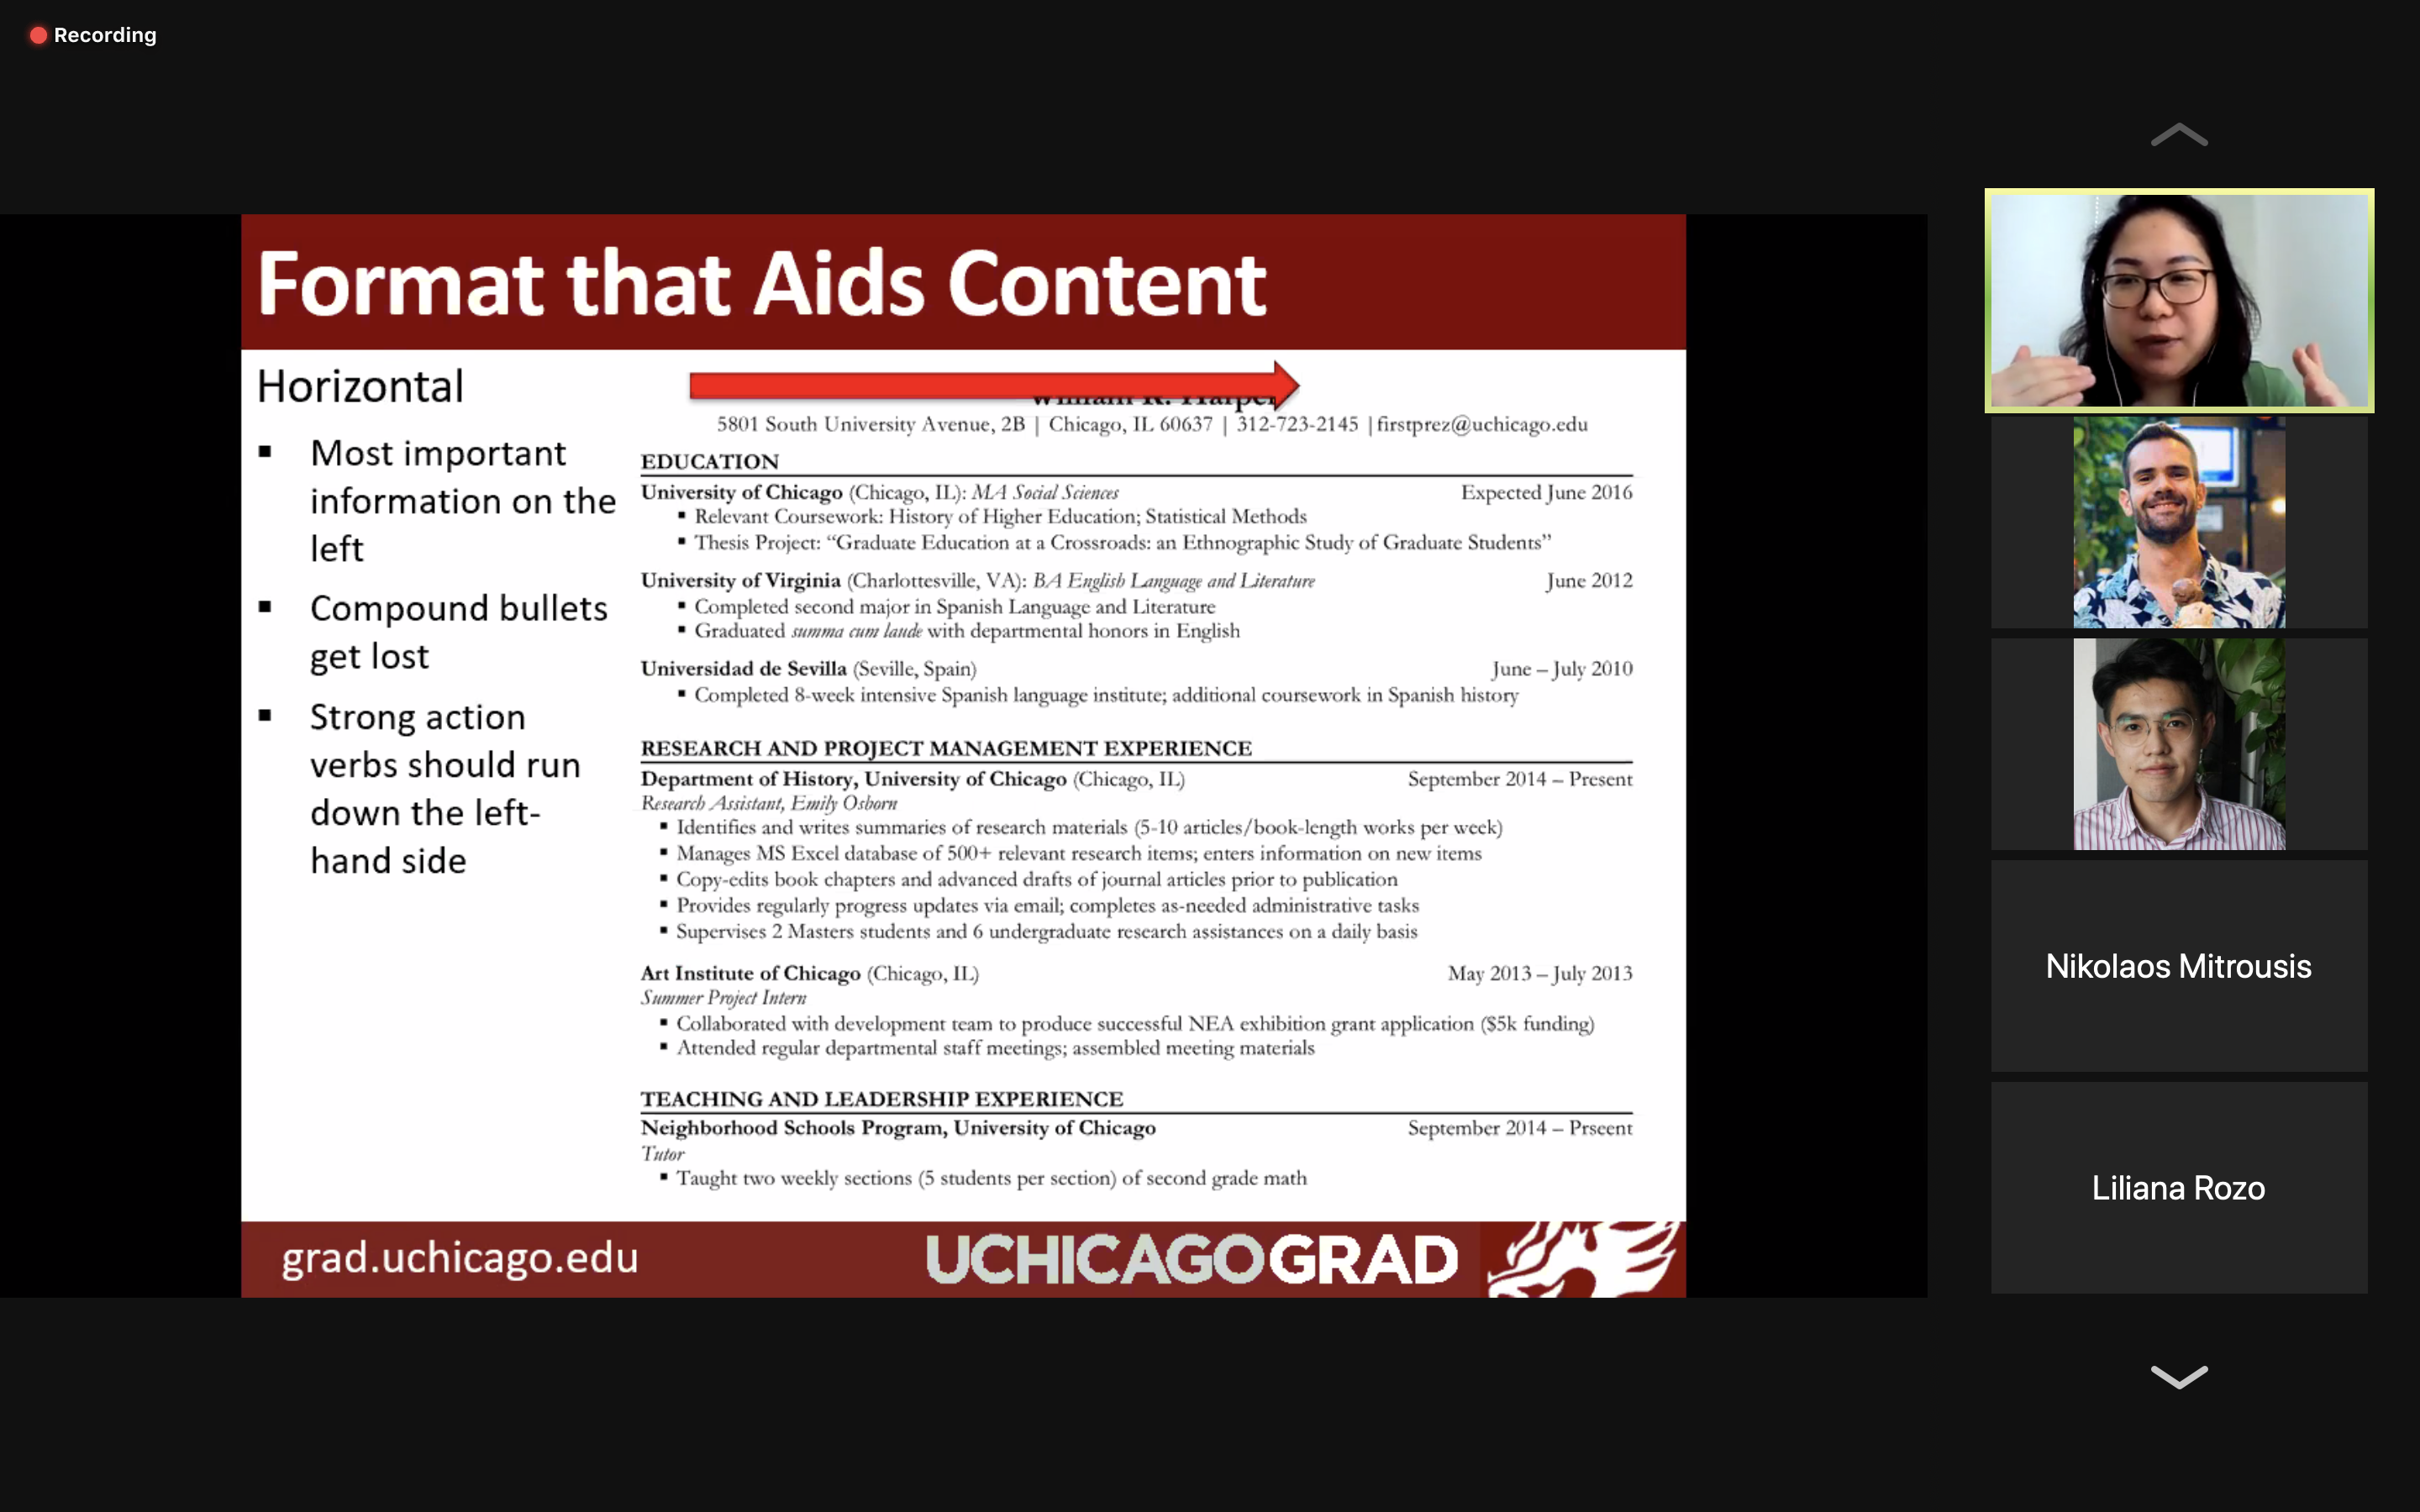 Recording
Format that Aids Content
Horizontal
▪ Most important
information on the
left
▪ Compound bullets
get lost
▪ Strong action
verbs should run
down the left-
hand side
William R. Harper
5801 South University Avenue, 2B | Chicago, IL 60637 | 312-723-2145 |firstprez@uchicago.edu
EDUCATION
University of Chicago (Chicago, IL): MA Social Sciences Expected June 2016
▪ Relevant Coursework: History of Higher Education; Statistical Methods
▪ Thesis Project: “Graduate Education at a Crossroads: an Ethnographic Study of Graduate Students”
University of Virginia (Charlottesville, VA): BA English Language and Literature June 2012
▪ Completed second major in Spanish Language and Literature
▪ Graduated summa cum laude with departmental honors in English
Universidad de Sevilla (Seville, Spain) June – July 2010
▪ Completed 8-week intensive Spanish language institute; additional coursework in Spanish history
RESEARCH AND PROJECT MANAGEMENT EXPERIENCE
Department of History, University of Chicago (Chicago, IL) September 2014 – Present
Research Assistant, Emily Osborn
▪ Identifies and writes summaries of research materials (5-10 articles/book-length works per week)
▪ Manages MS Excel database of 500+ relevant research items; enters information on new items
▪ Copy-edits book chapters and advanced drafts of journal articles prior to publication
▪ Provides regularly progress updates via email; completes as-needed administrative tasks
▪ Supervises 2 Masters students and 6 undergraduate research assistances on a daily basis
Art Institute of Chicago (Chicago, IL) May 2013 – July 2013
Summer Project Intern
▪ Collaborated with development team to produce successful NEA exhibition grant application ($5k funding)
▪ Attended regular departmental staff meetings; assembled meeting materials
TEACHING AND LEADERSHIP EXPERIENCE
Neighborhood Schools Program, University of Chicago September 2014 – Prseent
Tutor
▪ Taught two weekly sections (5 students per section) of second grade math
grad.uchicago.edu
UCHICAGOGRAD
Nikolaos Mitrousis
Liliana Rozo